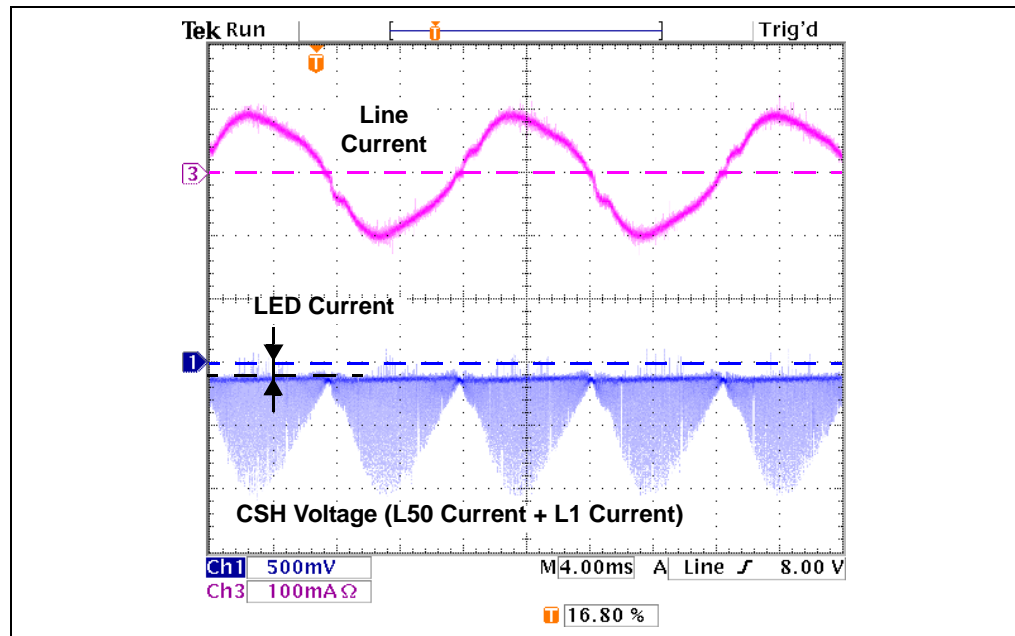 Tek Run
Trig'd
T
T
Line
Current
3
LED Current
1
CSH Voltage (L50 Current + L1 Current)
Ch1 500mV M 4.00ms A Line ∫ 8.00 V
Ch3 100mA Ω
T 16.80 %